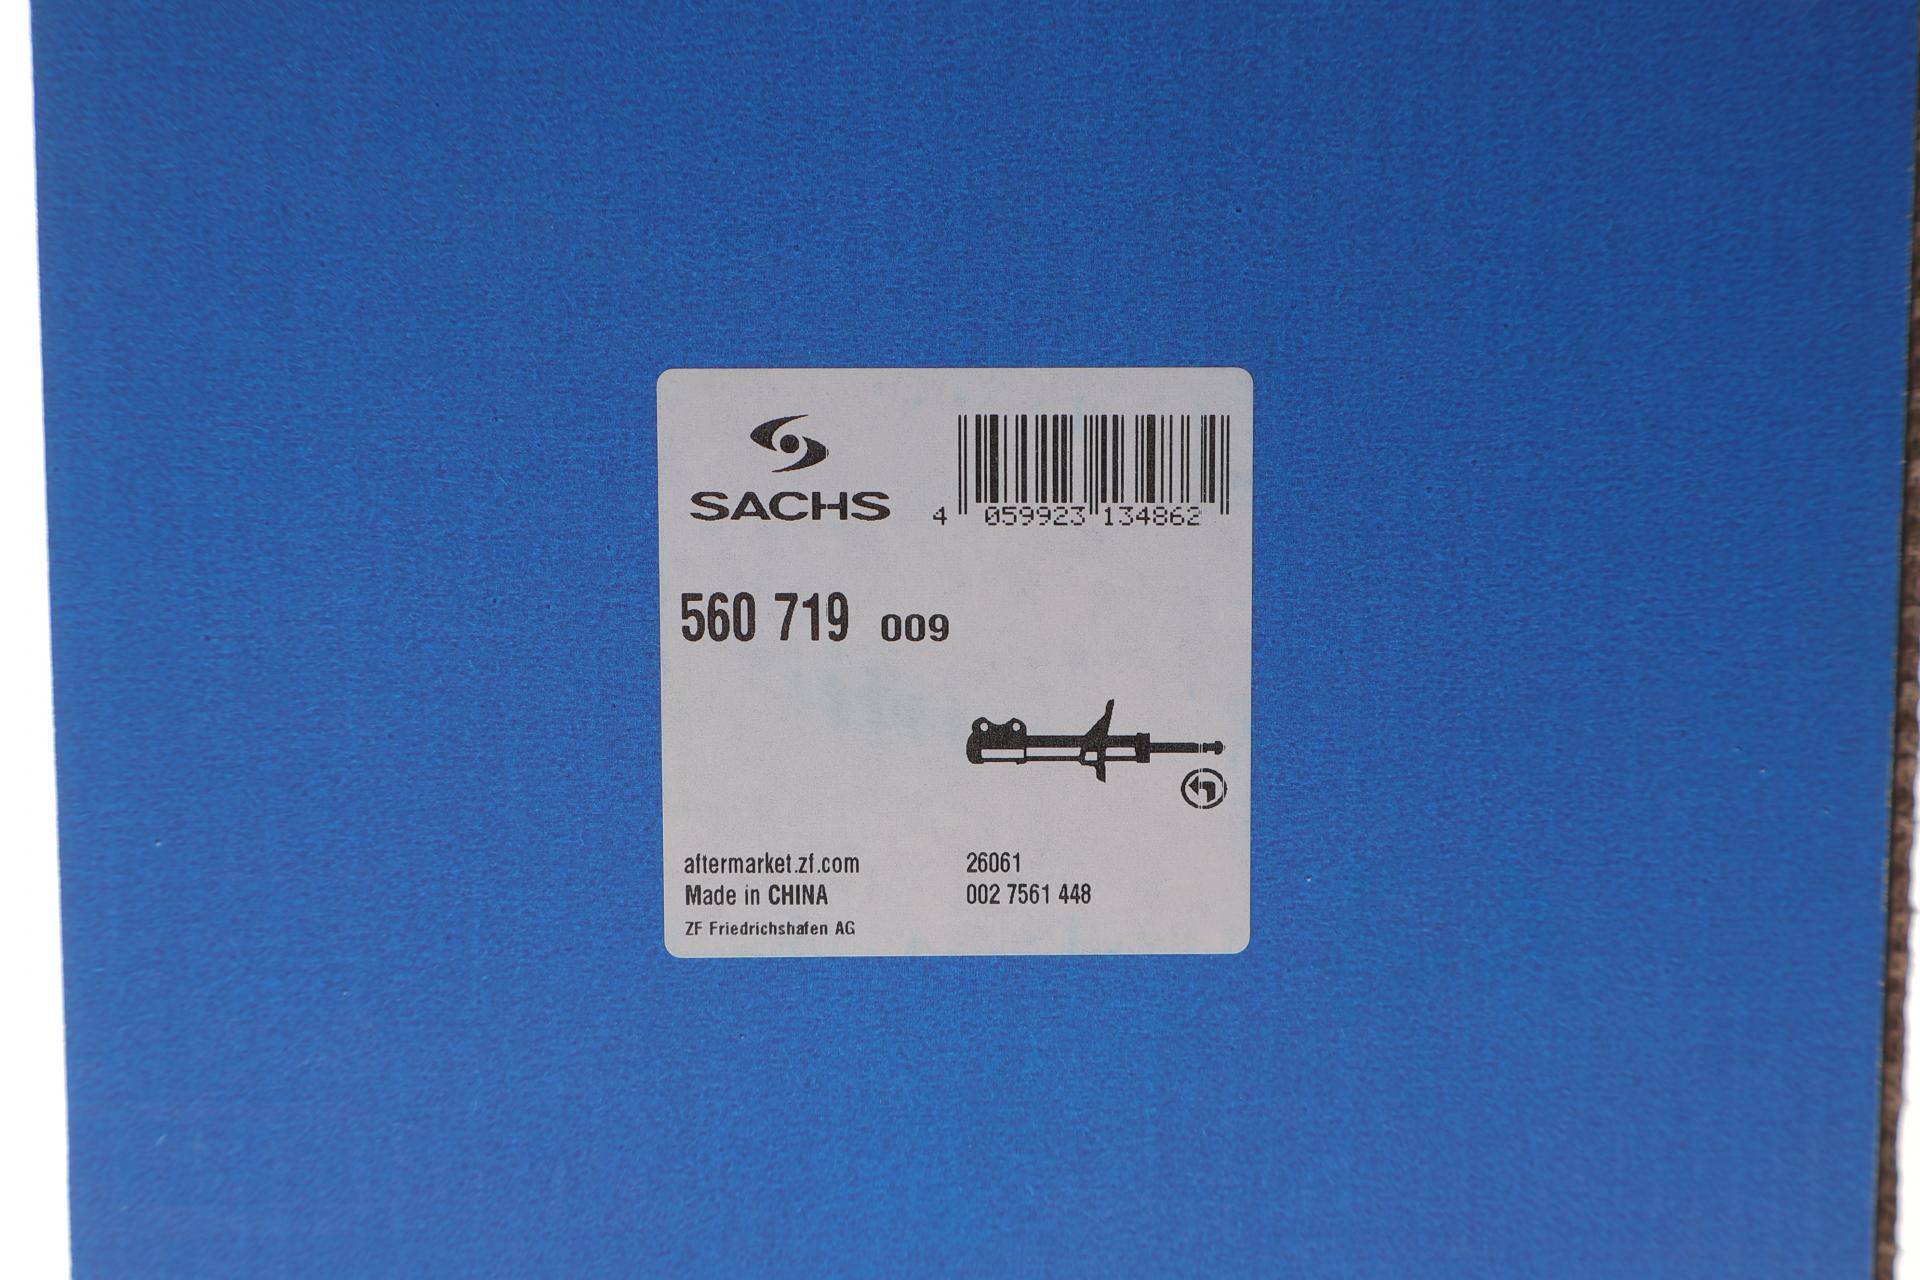 SACHS
4 059923 134862
560 719 009
aftermarket.zf.com
Made in CHINA
ZF Friedrichshafen AG
26061
002 7561 448